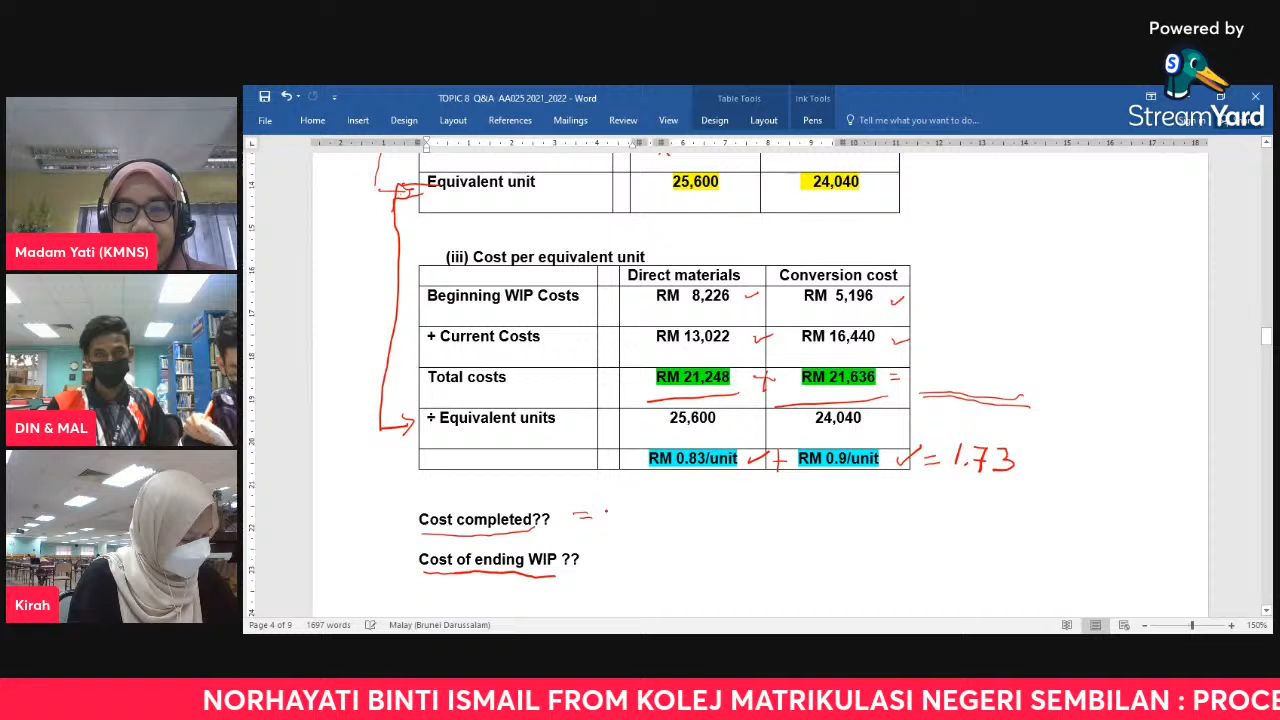 Powered by
StreamYard
TOPIC 8 Q&A AA025 2021_2022 - Word
Table Tools
Ink Tools
File Home Insert Design Layout References Mailings Review View Design Layout Pens Tell me what you want to do...
Equivalent unit 25,600 24,040
(iii) Cost per equivalent unit
Direct materials Conversion cost
Beginning WIP Costs RM 8,226 RM 5,196
+ Current Costs RM 13,022 RM 16,440
Total costs RM 21,248 + RM 21,636 =
÷ Equivalent units 25,600 24,040
RM 0.83/unit + RM 0.9/unit = 1.73
Cost completed?? =
Cost of ending WIP ??
Page 4 of 9 1697 words Malay (Brunei Darussalam) 150%
Madam Yati (KMNS)
DIN & MAL
Kirah
NORHAYATI BINTI ISMAIL FROM KOLEJ MATRIKULASI NEGERI SEMBILAN : PROCE